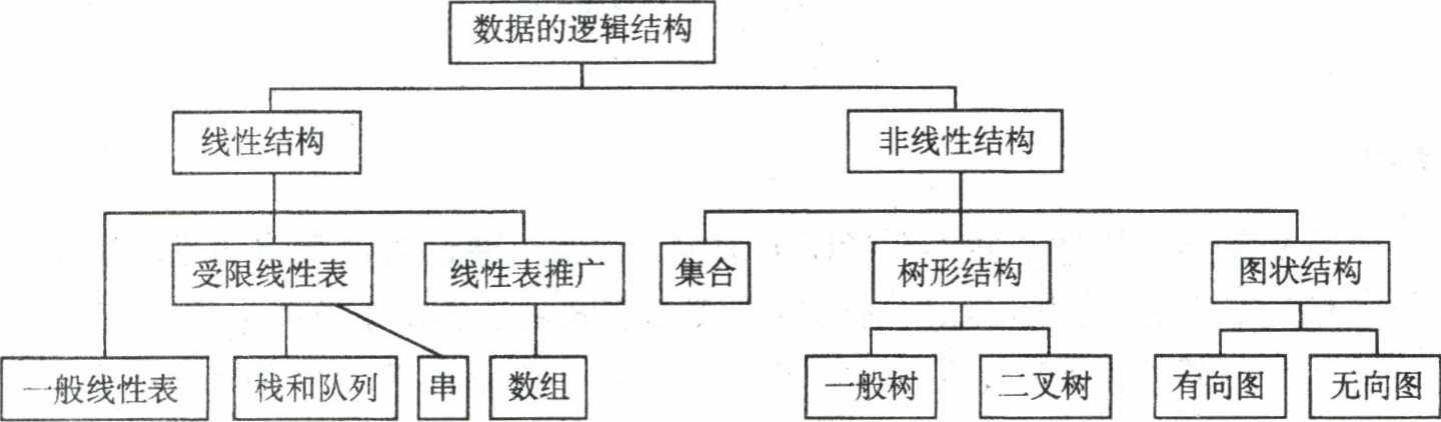 数据的逻辑结构
线性结构
非线性结构
受限线性表
线性表推广
集合
树形结构
图状结构
一般线性表
栈和队列
串
数组
一般树
二叉树
有向图
无向图